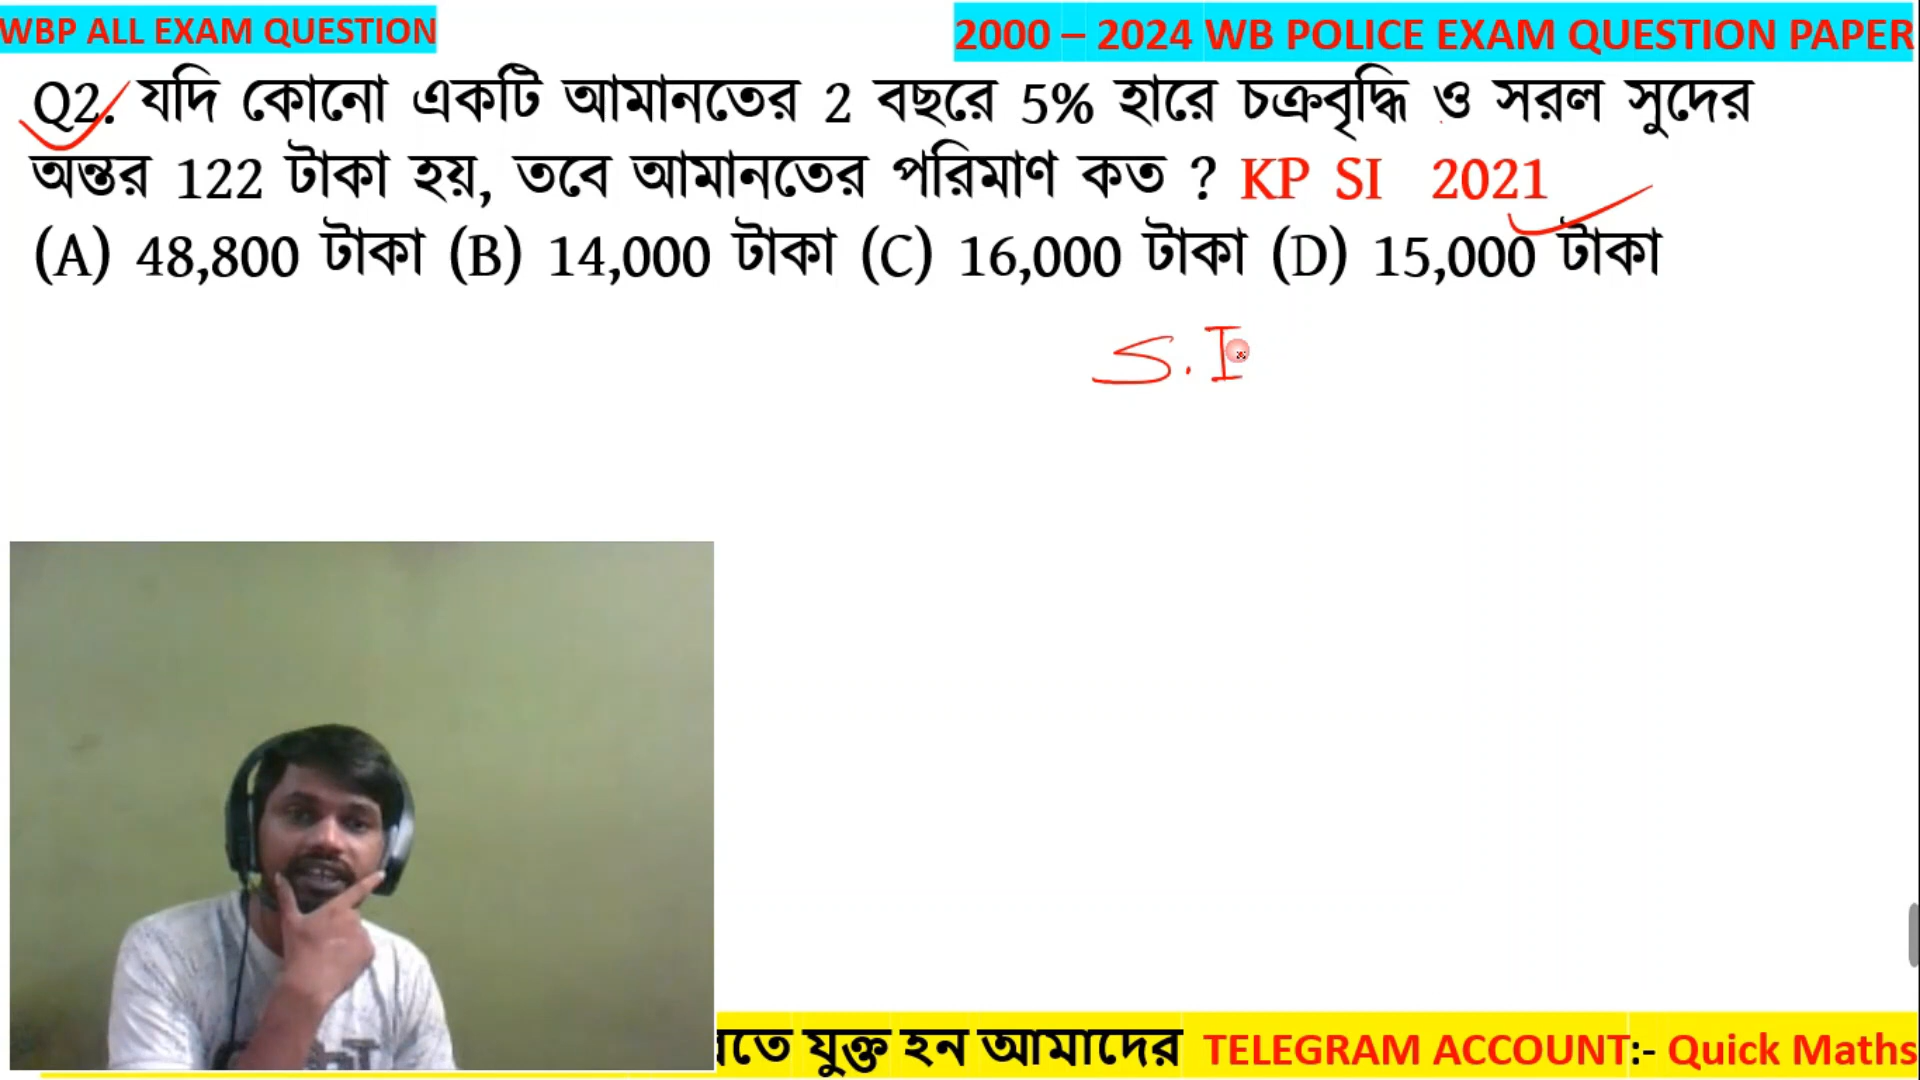 WBP ALL EXAM QUESTION
2000 – 2024 WB POLICE EXAM QUESTION PAPER
Q2. যদি কোনো একটি আমানতের 2 বছরে 5% হারে চক্রবৃদ্ধি ও সরল সুদের
অন্তর 122 টাকা হয়, তবে আমানতের পরিমাণ কত ? KP SI 2021
(A) 48,800 টাকা (B) 14,000 টাকা (C) 16,000 টাকা (D) 15,000 টাকা
S.I
যুক্ত হন আমাদের TELEGRAM ACCOUNT:- Quick Maths